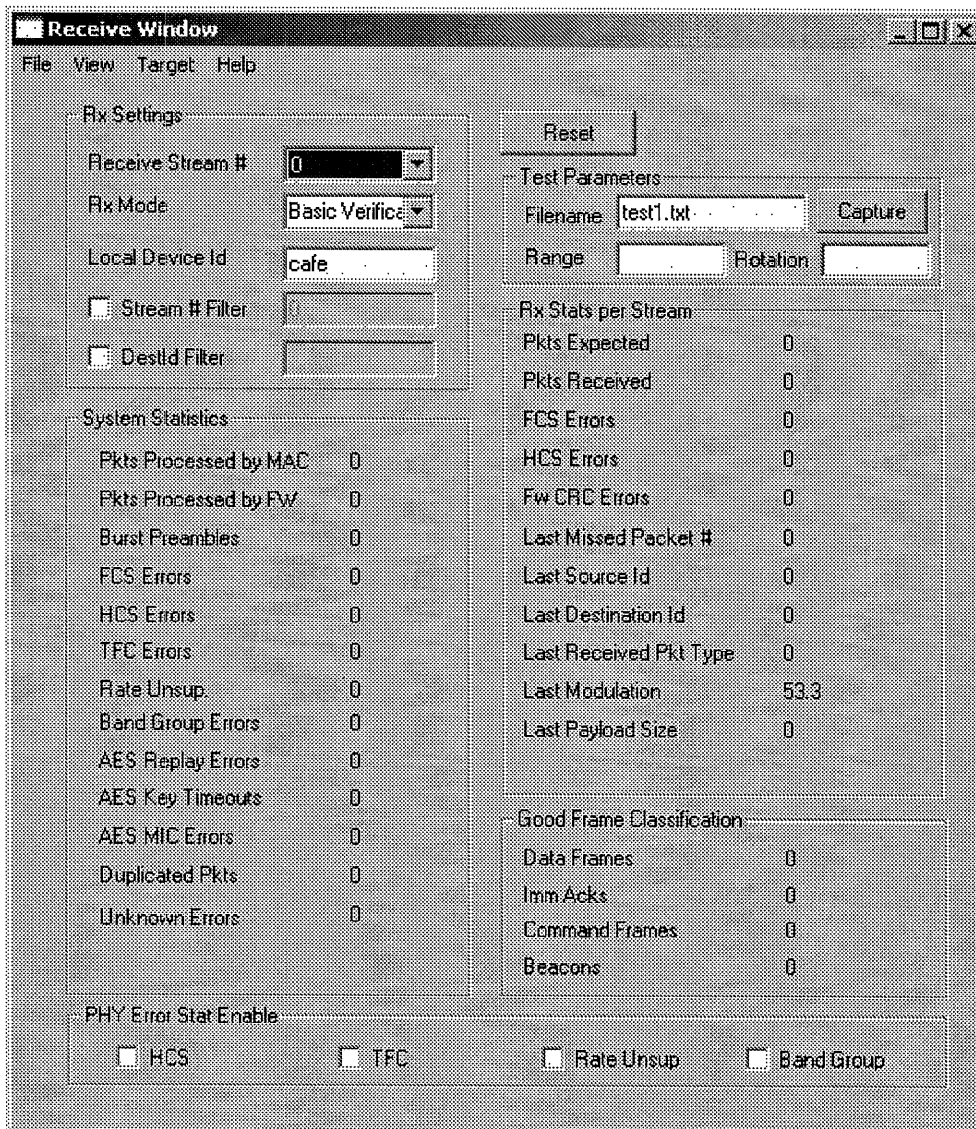 Receive Window
File View Target Help
Rx Settings
Receive Stream # 0
Rx Mode Basic Verifica
Local Device Id cafe
Stream # Filter
DestId Filter
Reset
Test Parameters
Filename test1.txt Capture
Range Rotation
System Statistics
Pkts Processed by MAC 0
Pkts Processed by FW 0
Burst Preambles 0
FCS Errors 0
HCS Errors 0
TFC Errors 0
Rate Unsup. 0
Band Group Errors 0
AES Replay Errors 0
AES Key Timeouts 0
AES MIC Errors 0
Duplicated Pkts 0
Unknown Errors 0
Rx Stats per Stream
Pkts Expected 0
Pkts Received 0
FCS Errors 0
HCS Errors 0
Fw CRC Errors 0
Last Missed Packet # 0
Last Source Id 0
Last Destination Id 0
Last Received Pkt Type 0
Last Modulation 53.3
Last Payload Size 0
Good Frame Classification
Data Frames 0
Imm Acks 0
Command Frames 0
Beacons 0
PHY Error Stat Enable
HCS TFC Rate Unsup Band Group